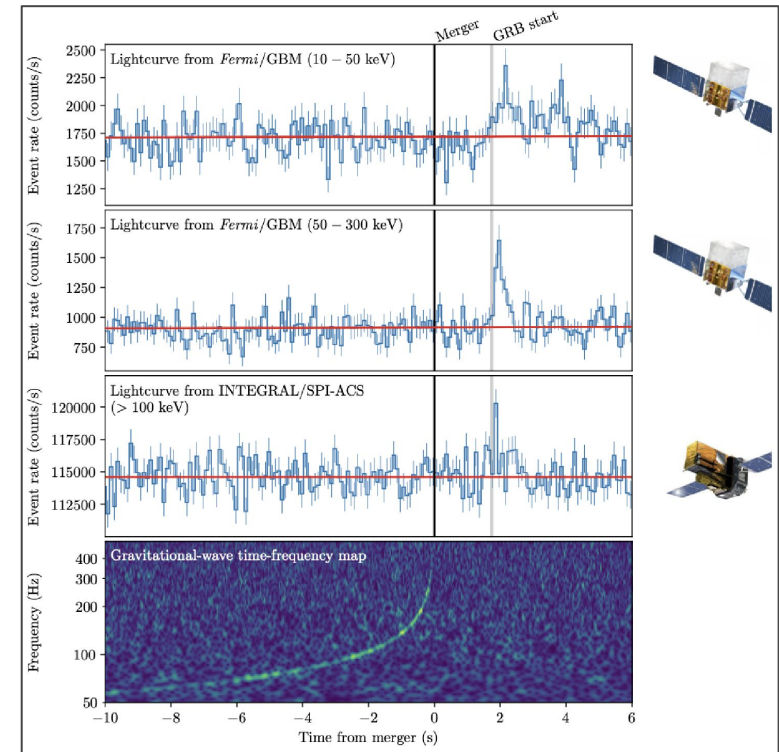 Merger
GRB start
Lightcurve from Fermi/GBM (10 − 50 keV)
Event rate (counts/s)
2500
2250
2000
1750
1500
1250
Lightcurve from Fermi/GBM (50 − 300 keV)
Event rate (counts/s)
1750
1500
1250
1000
750
Lightcurve from INTEGRAL/SPI-ACS
(> 100 keV)
Event rate (counts/s)
120000
117500
115000
112500
Gravitational-wave time-frequency map
Frequency (Hz)
400
300
200
100
50
−10 −8 −6 −4 −2 0 2 4 6
Time from merger (s)